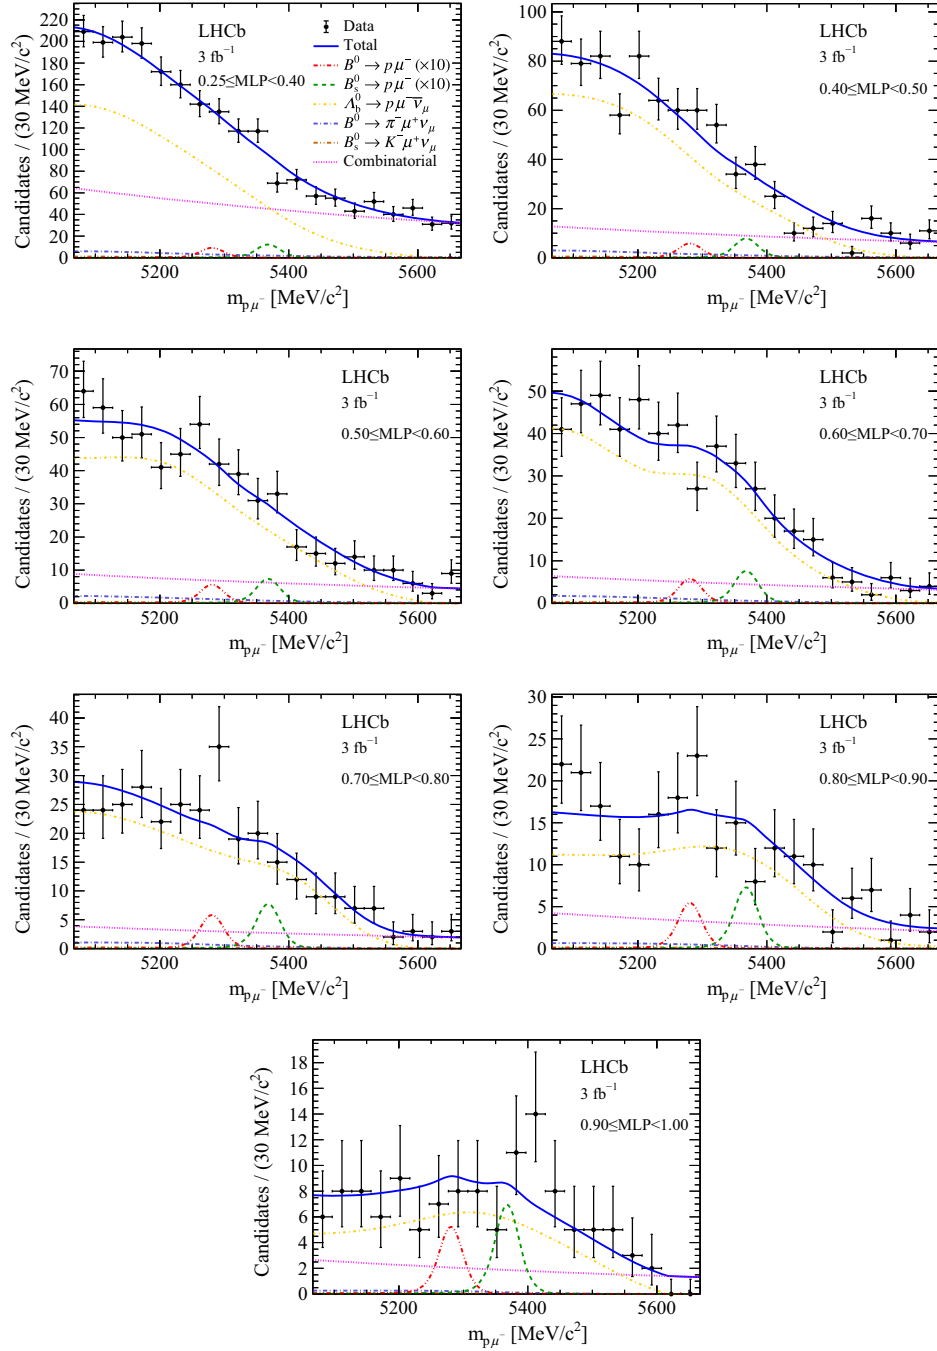 Candidates / (30 MeV/c²)
220
200
180
160
140
120
100
80
60
40
20
0
LHCb
3 fb⁻¹
0.25≤MLP<0.40
Data
Total
B⁰→pμ⁻(×10)
B⁰ₛ→pμ⁻(×10)
Λ⁰_b→pμ⁻ν̄_μ
B⁰→π⁻μ⁺ν_μ
B⁰ₛ→K⁻μ⁺ν_μ
Combinatorial
5200 5400 5600
m_pμ⁻ [MeV/c²]
Candidates / (30 MeV/c²)
100
80
60
40
20
0
LHCb
3 fb⁻¹
0.40≤MLP<0.50
5200 5400 5600
m_pμ⁻ [MeV/c²]
Candidates / (30 MeV/c²)
70
60
50
40
30
20
10
0
LHCb
3 fb⁻¹
0.50≤MLP<0.60
5200 5400 5600
m_pμ⁻ [MeV/c²]
Candidates / (30 MeV/c²)
50
40
30
20
10
0
LHCb
3 fb⁻¹
0.60≤MLP<0.70
5200 5400 5600
m_pμ⁻ [MeV/c²]
Candidates / (30 MeV/c²)
40
35
30
25
20
15
10
5
0
LHCb
3 fb⁻¹
0.70≤MLP<0.80
5200 5400 5600
m_pμ⁻ [MeV/c²]
Candidates / (30 MeV/c²)
30
25
20
15
10
5
0
LHCb
3 fb⁻¹
0.80≤MLP<0.90
5200 5400 5600
m_pμ⁻ [MeV/c²]
Candidates / (30 MeV/c²)
18
16
14
12
10
8
6
4
2
0
LHCb
3 fb⁻¹
0.90≤MLP<1.00
5200 5400 5600
m_pμ⁻ [MeV/c²]